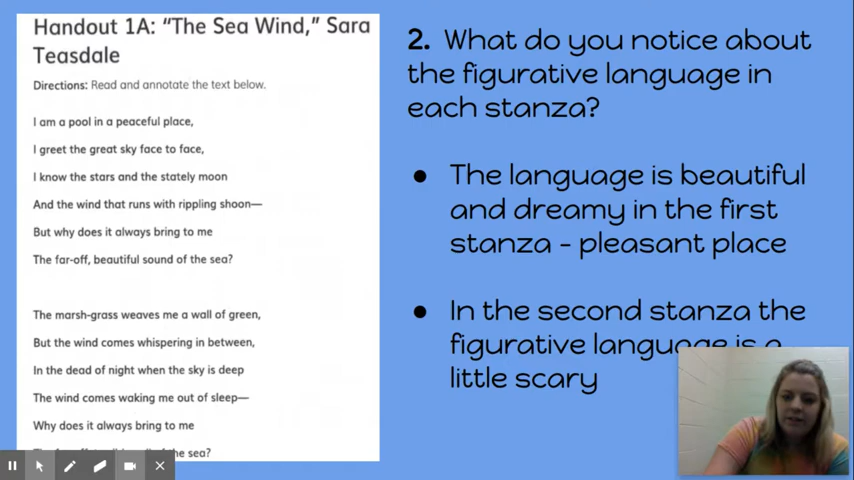 Handout 1A: “The Sea Wind,” Sara
Teasdale
Directions: Read and annotate the text below.
I am a pool in a peaceful place,
I greet the great sky face to face,
I know the stars and the stately moon
And the wind that runs with rippling shoon—
But why does it always bring to me
The far-off, beautiful sound of the sea?
The marsh-grass weaves me a wall of green,
But the wind comes whispering in between,
In the dead of night when the sky is deep
The wind comes waking me out of sleep—
Why does it always bring to me
the sea?
2. What do you notice about
the figurative language in
each stanza?
● The language is beautiful
and dreamy in the first
stanza - pleasant place
● In the second stanza the
figurative language is a
little scary